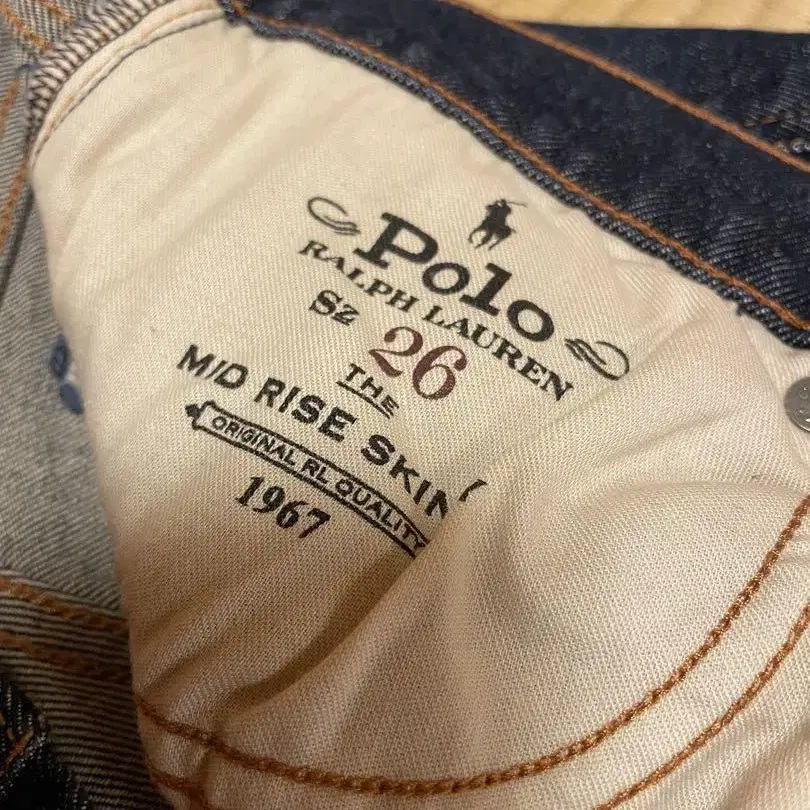 Polo
RALPH LAUREN
SZ 26
THE
MID RISE SKIN
ORIGINAL RL QUALITY
1967